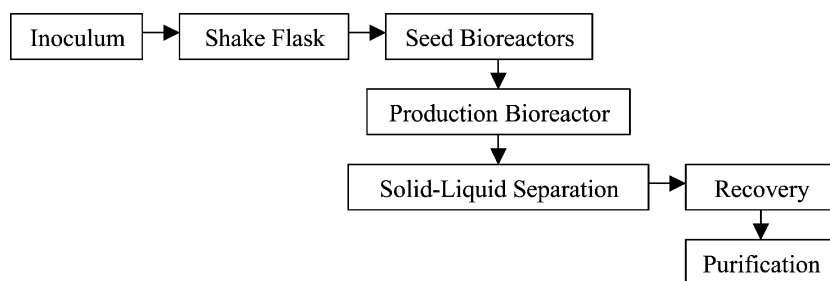 Inoculum
Shake Flask
Seed Bioreactors
Production Bioreactor
Solid-Liquid Separation
Recovery
Purification